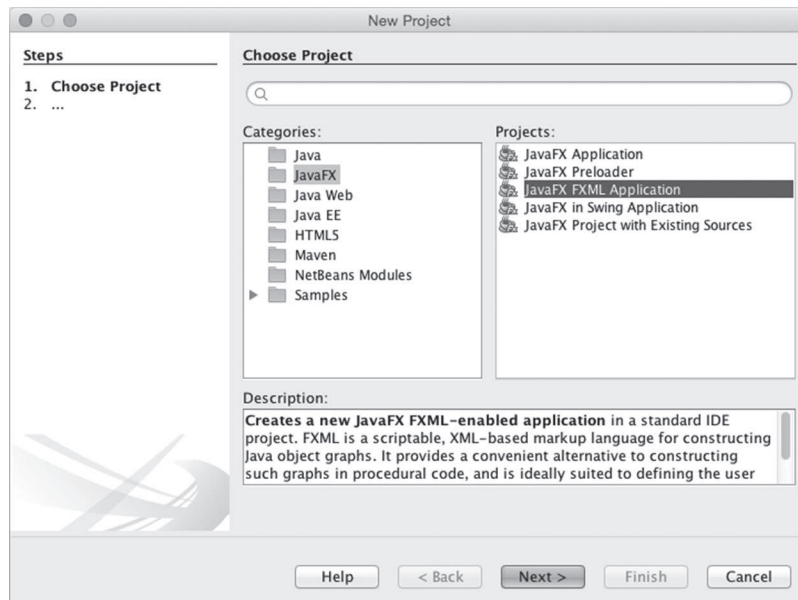 New Project
Steps
1. Choose Project
2. ...
Choose Project
Categories:
Java
JavaFX
Java Web
Java EE
HTML5
Maven
NetBeans Modules
Samples
Projects:
JavaFX Application
JavaFX Preloader
JavaFX FXML Application
JavaFX in Swing Application
JavaFX Project with Existing Sources
Description:
Creates a new JavaFX FXML-enabled application in a standard IDE
project. FXML is a scriptable, XML-based markup language for constructing
Java object graphs. It provides a convenient alternative to constructing
such graphs in procedural code, and is ideally suited to defining the user
Help
< Back
Next >
Finish
Cancel